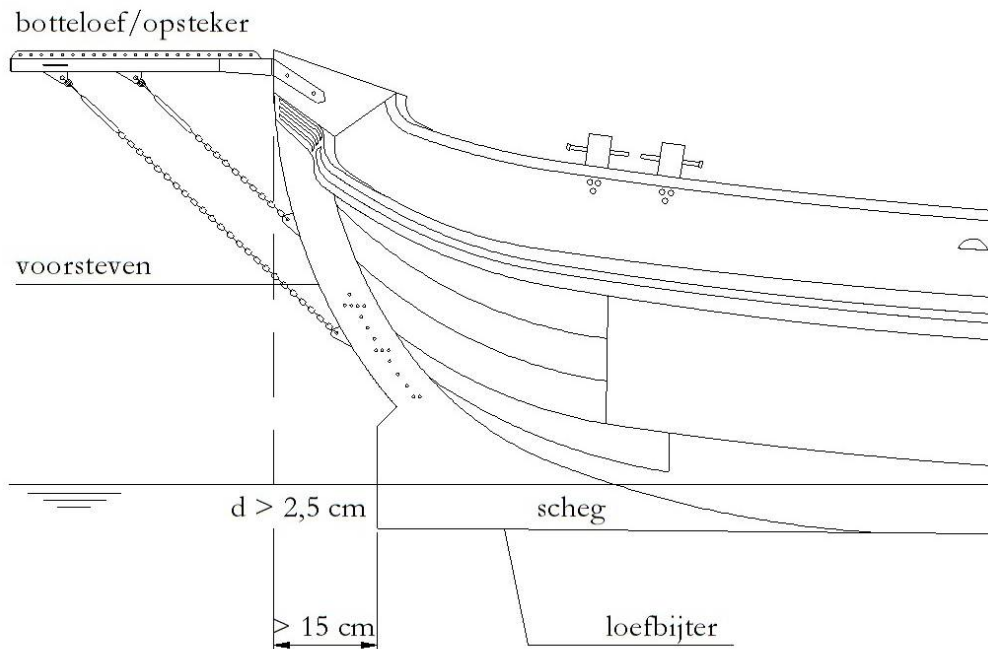 botteloef/opsteker
voorsteven
d > 2,5 cm
scheg
> 15 cm
loefbijter